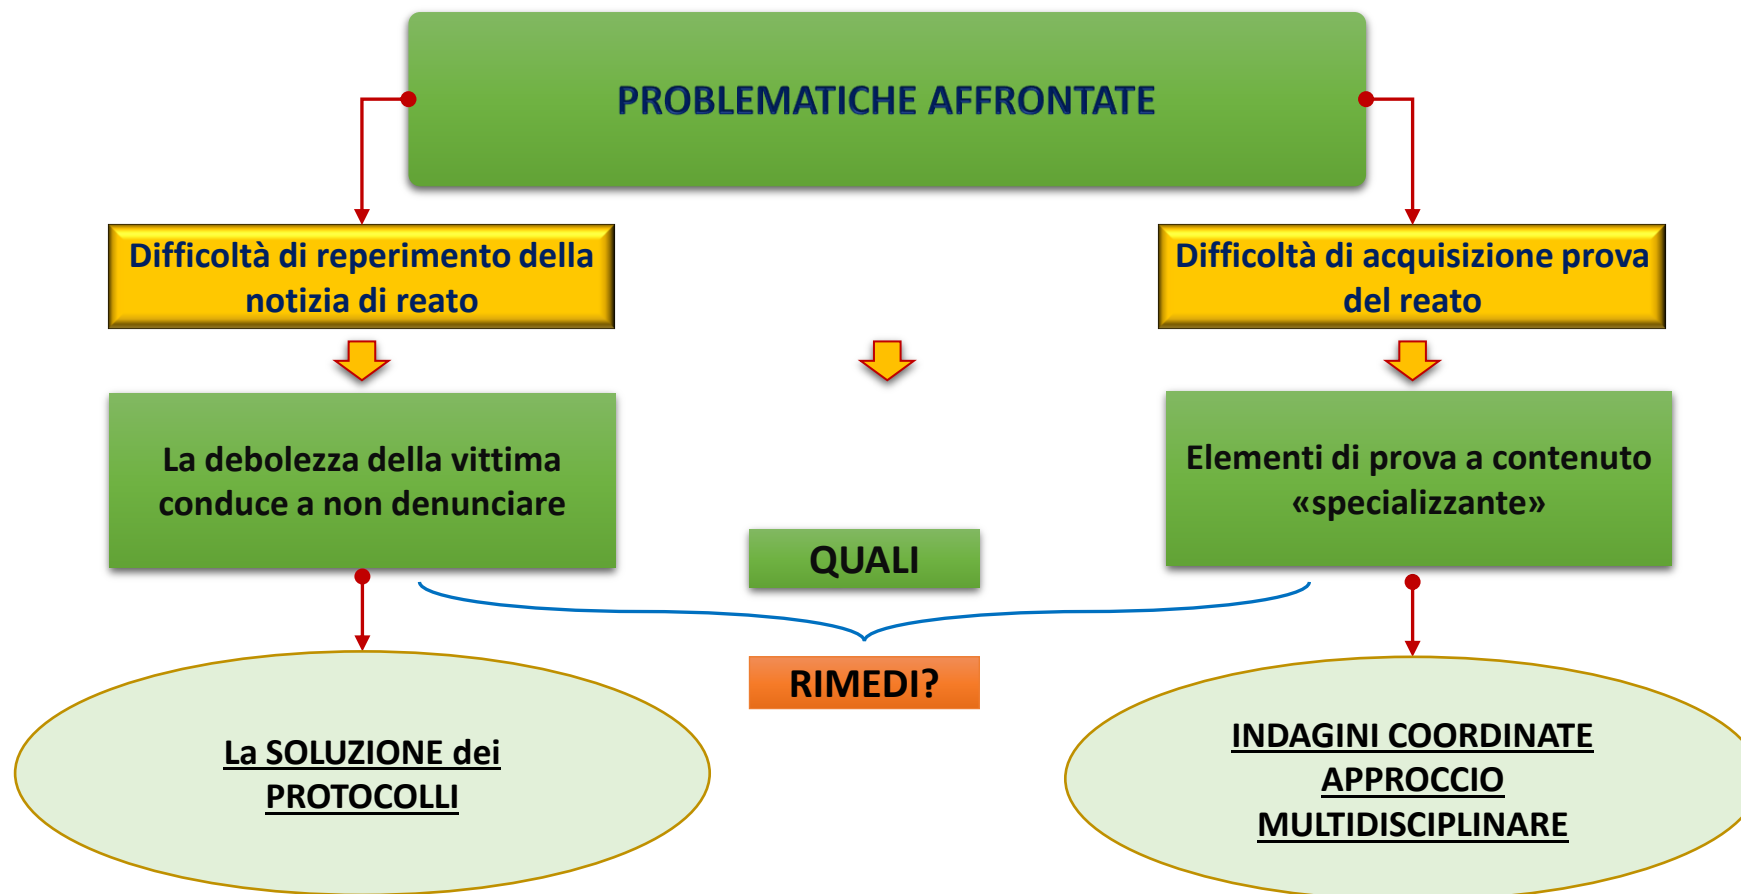 PROBLEMATICHE AFFRONTATE
Difficoltà di reperimento della
notizia di reato
Difficoltà di acquisizione prova
del reato
La debolezza della vittima
conduce a non denunciare
Elementi di prova a contenuto
«specializzante»
QUALI
RIMEDI?
La SOLUZIONE dei
PROTOCOLLI
INDAGINI COORDINATE
APPROCCIO
MULTIDISCIPLINARE